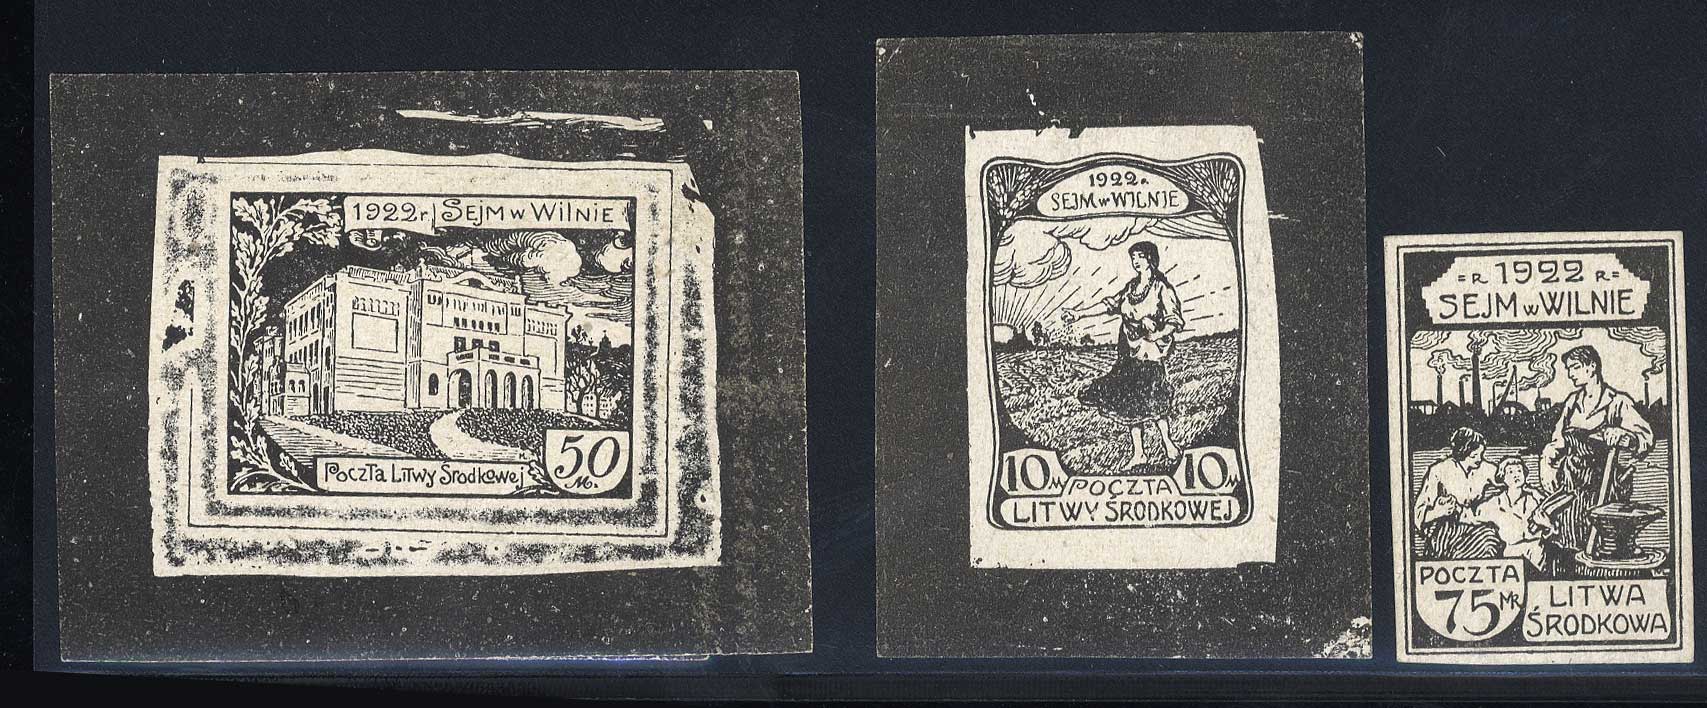 1922 r. SEJM w WILNIE
POCZTA LITWY ŚRODKOWEJ
50
M.
1922 r.
SEJM w WILNIE
10 M 10 M
POCZTA
LITWY ŚRODKOWEJ
=R 1922 R=
SEJM w WILNIE
POCZTA
75 MR
LITWA
ŚRODKOWA